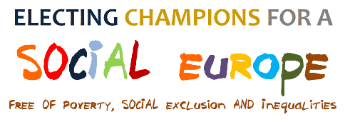 ELECTING CHAMPIONS FOR A
SOCiAL EUROPE
FREE OF POVERTY, SOCIAL EXCLUSION AND INEQUALITIES